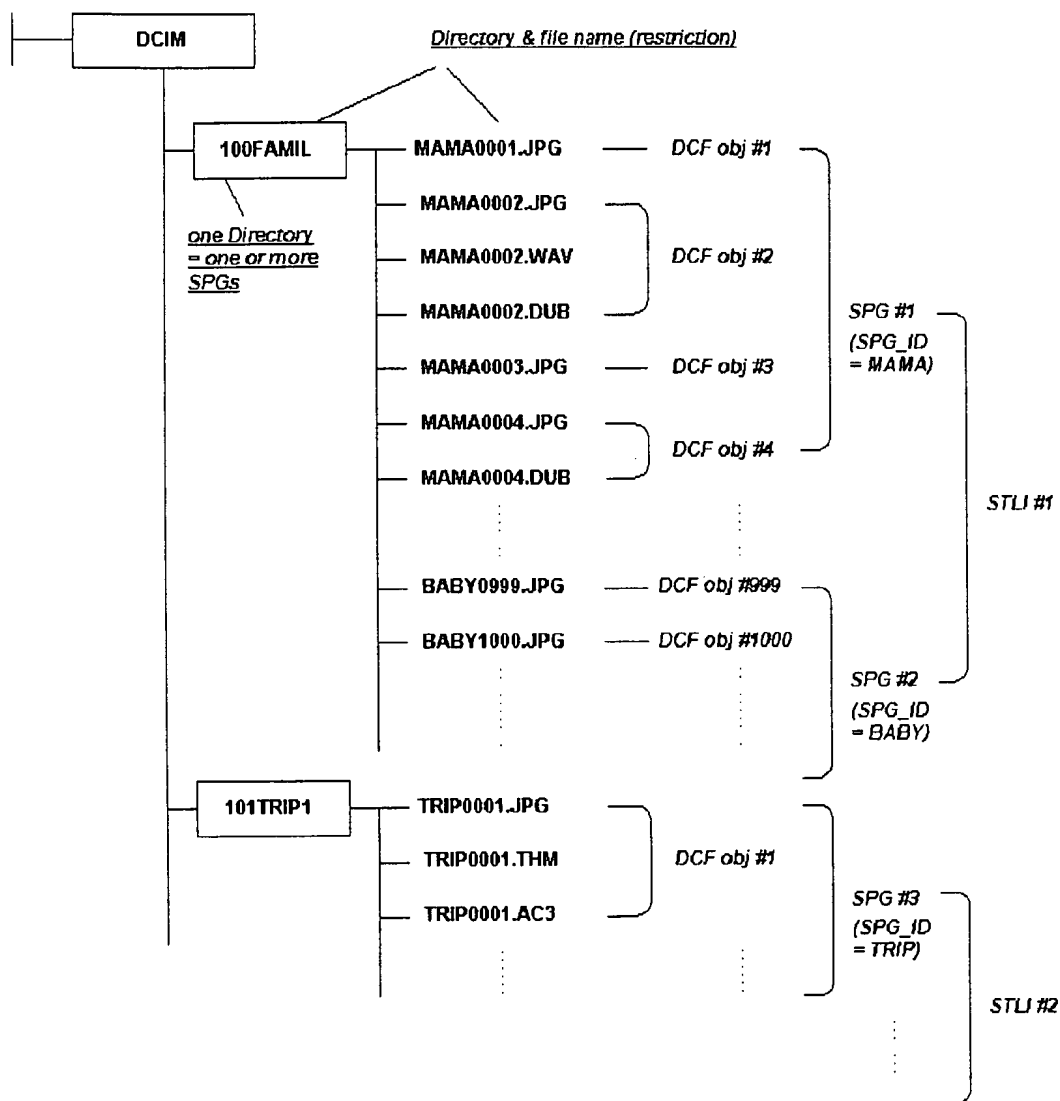 DCIM
Directory & file name (restriction)
100FAMIL
MAMA0001.JPG
DCF obj #1
MAMA0002.JPG
one Directory
= one or more
SPGs
MAMA0002.WAV
DCF obj #2
MAMA0002.DUB
SPG #1
(SPG_ID
= MAMA)
MAMA0003.JPG
DCF obj #3
MAMA0004.JPG
DCF obj #4
MAMA0004.DUB
STLI #1
BABY0999.JPG
DCF obj #999
BABY1000.JPG
DCF obj #1000
SPG #2
(SPG_ID
= BABY)
101TRIP1
TRIP0001.JPG
TRIP0001.THM
DCF obj #1
TRIP0001.AC3
SPG #3
(SPG_ID
= TRIP)
STLI #2